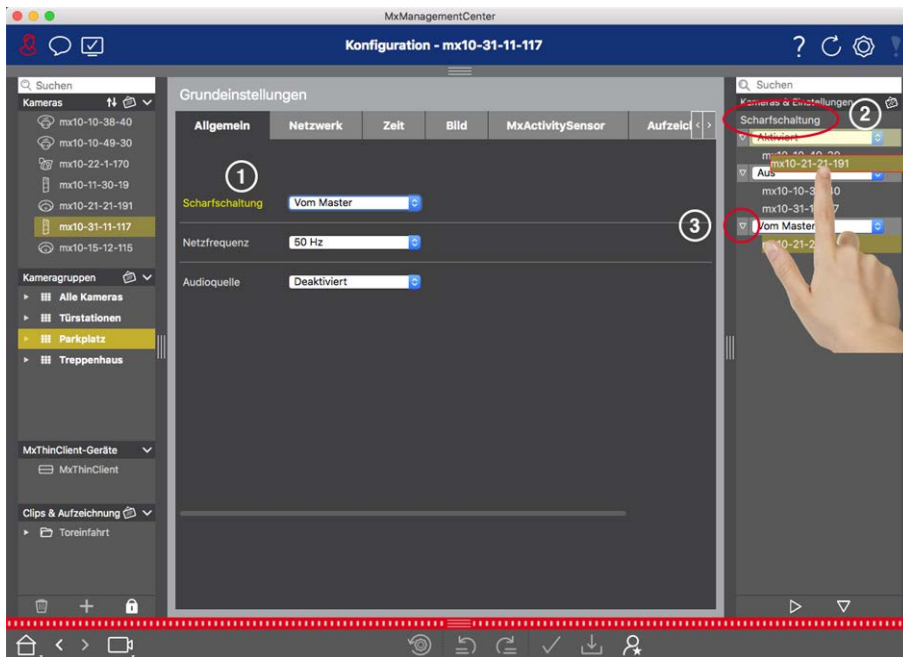 MxManagementCenter
Konfiguration - mx10-31-11-117
?
Suchen
Kameras
mx10-10-38-40
mx10-10-49-30
mx10-22-1-170
mx10-11-30-19
mx10-21-21-191
mx10-31-11-117
mx10-15-12-115
Kameragruppen
Alle Kameras
Türstationen
Parkplatz
Treppenhaus
MxThinClient-Geräte
MxThinClient
Clips & Aufzeichnung
Toreinfahrt
Grundeinstellungen
Allgemein Netzwerk Zeit Bild MxActivitySensor
1
Scharfschaltung Vom Master
Netzfrequenz 50 Hz
Audioquelle Deaktiviert
Suchen
Kameras & Einstellungen
2
Scharfschaltung
Aktiviert
mx10-21-21-191
Aus
3
Vom Master